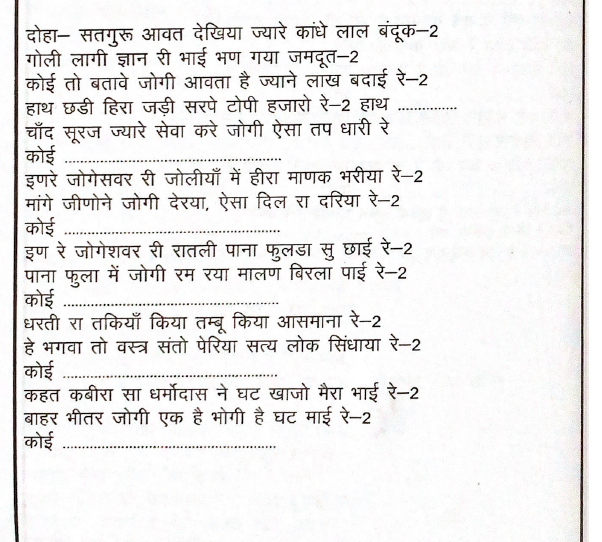 दोहा– सतगुरू आवत देखिया ज्यारे कांधे लाल बंदूक–2
गोली लागी ज्ञान री भाई भण गया जमदूत–2
कोई तो बतावे जोगी आवता है ज्याने लाख बदाई रे–2
हाथ छडी हिरा जड़ी सरपे टोपी हजारो रे–2 हाथ ..............
चाँद सूरज ज्यारे सेवा करे जोगी ऐसा तप धारी रे
कोई ....................................................
इणरे जोगेसवर री जोलीयाँ में हीरा माणक भरीया रे–2
मांगे जीणोने जोगी देरया, ऐसा दिल रा दरिया रे–2
कोई ....................................................
इण रे जोगेशवर री रातली पाना फुलडा सु छाई रे–2
पाना फुला में जोगी रम रया मालण बिरला पाई रे–2
कोई ....................................................
धरती रा तकियाँ किया तम्बू किया आसमाना रे–2
हे भगवा तो वस्त्र संतो पेरिया सत्य लोक सिंधाया रे–2
कोई ....................................................
कहत कबीरा सा धर्मोदास ने घट खाजो मैरा भाई रे–2
बाहर भीतर जोगी एक है भोगी है घट माई रे–2
कोई ....................................................